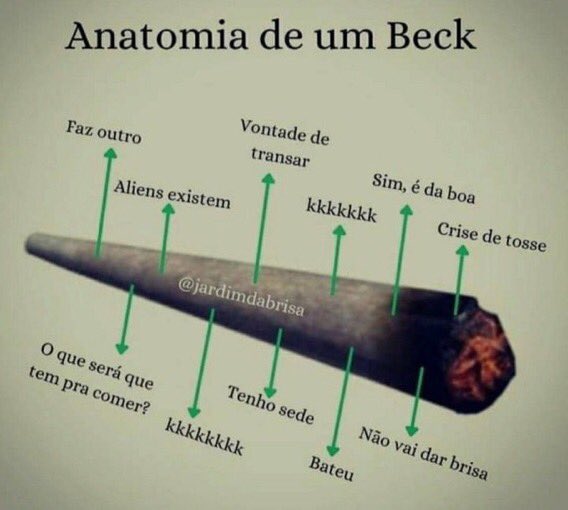 Anatomia de um Beck
Faz outro
Vontade de
transar
Aliens existem
kkkkkkk
Sim, é da boa
Crise de tosse
@jardimdabrisa
O que será que
tem pra comer?
kkkkkkkk
Tenho sede
Bateu
Não vai dar brisa